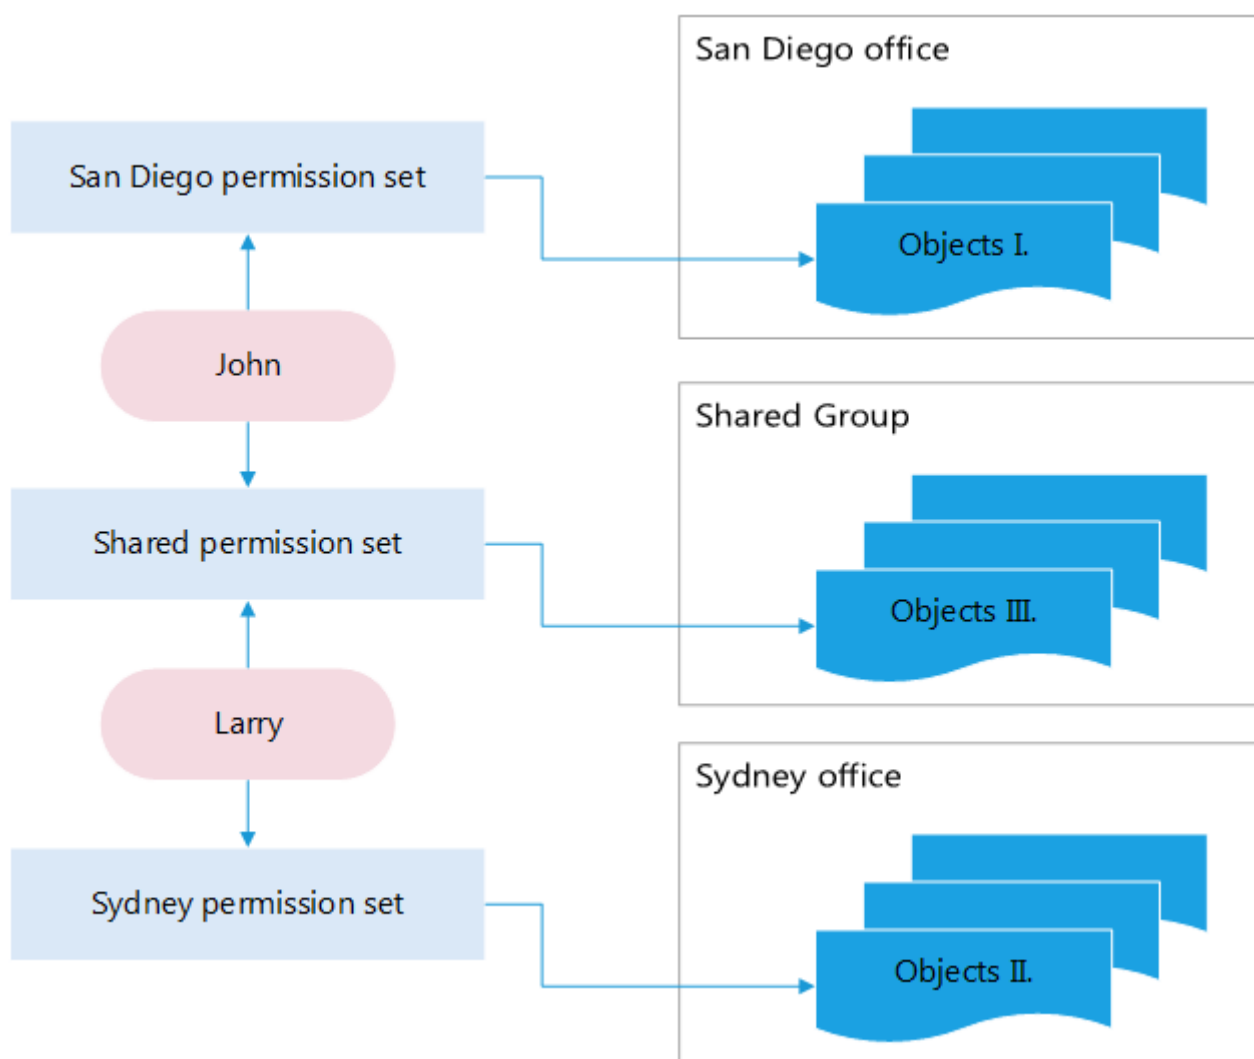 San Diego office
San Diego permission set
Objects I.
John
Shared Group
Shared permission set
Objects III.
Larry
Sydney office
Sydney permission set
Objects II.